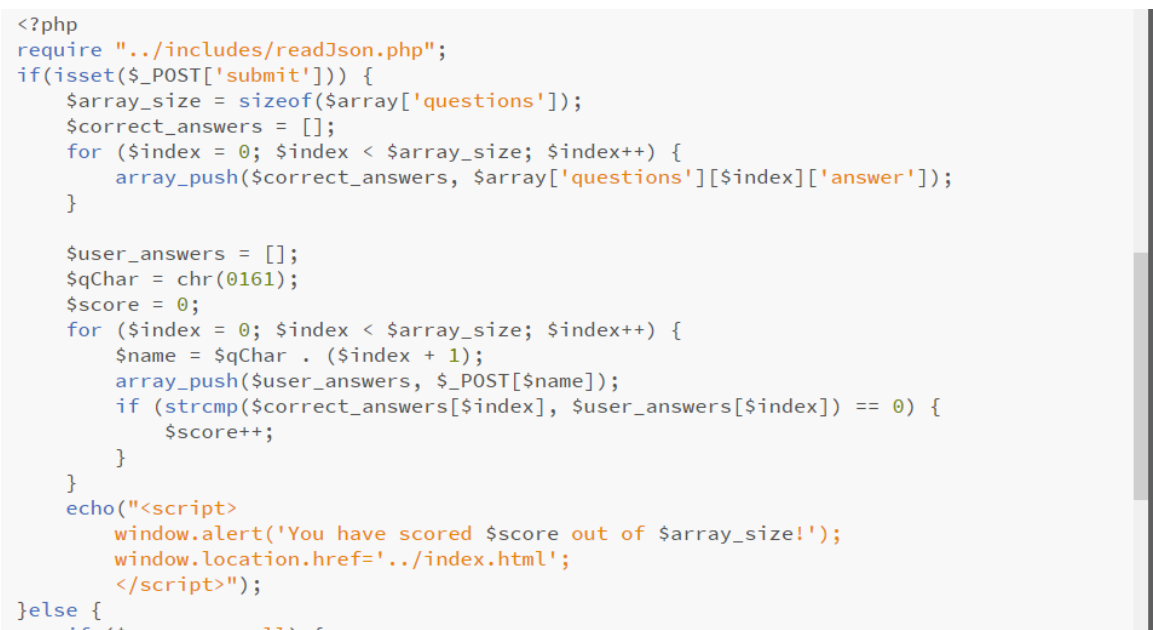 <?php
require "../includes/readJson.php";
if(isset($_POST['submit'])) {
    $array_size = sizeof($array['questions']);
    $correct_answers = [];
    for ($index = 0; $index < $array_size; $index++) {
        array_push($correct_answers, $array['questions'][$index]['answer']);
    }

    $user_answers = [];
    $qChar = chr(0161);
    $score = 0;
    for ($index = 0; $index < $array_size; $index++) {
        $name = $qChar . ($index + 1);
        array_push($user_answers, $_POST[$name]);
        if (strcmp($correct_answers[$index], $user_answers[$index]) == 0) {
            $score++;
        }
    }
    echo("<script>
        window.alert('You have scored $score out of $array_size!');
        window.location.href='../index.html';
        </script>");
}else {